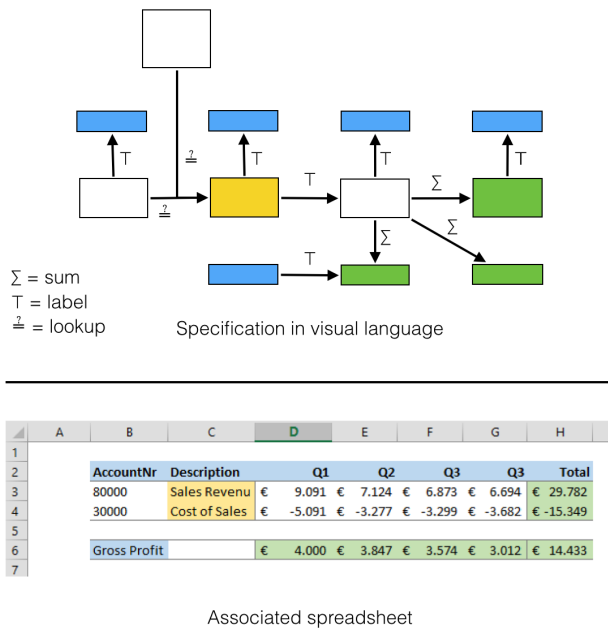 T T T T
≟ T Σ
≟ Σ Σ
T
Σ = sum
T = label
≟ = lookup
Specification in visual language
A B C D E F G H
1
2 AccountNr Description Q1 Q2 Q3 Q3 Total
3 80000 Sales Revenu € 9.091 € 7.124 € 6.873 € 6.694 € 29.782
4 30000 Cost of Sales € -5.091 € -3.277 € -3.299 € -3.682 € -15.349
5
6 Gross Profit € 4.000 € 3.847 € 3.574 € 3.012 € 14.433
7
Associated spreadsheet